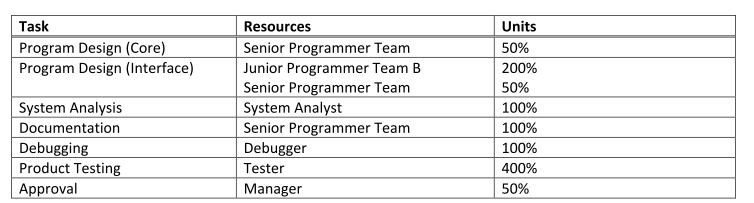 Task Resources Units
Program Design (Core) Senior Programmer Team 50%
Program Design (Interface) Junior Programmer Team B 200%
Senior Programmer Team 50%
System Analysis System Analyst 100%
Documentation Senior Programmer Team 100%
Debugging Debugger 100%
Product Testing Tester 400%
Approval Manager 50%